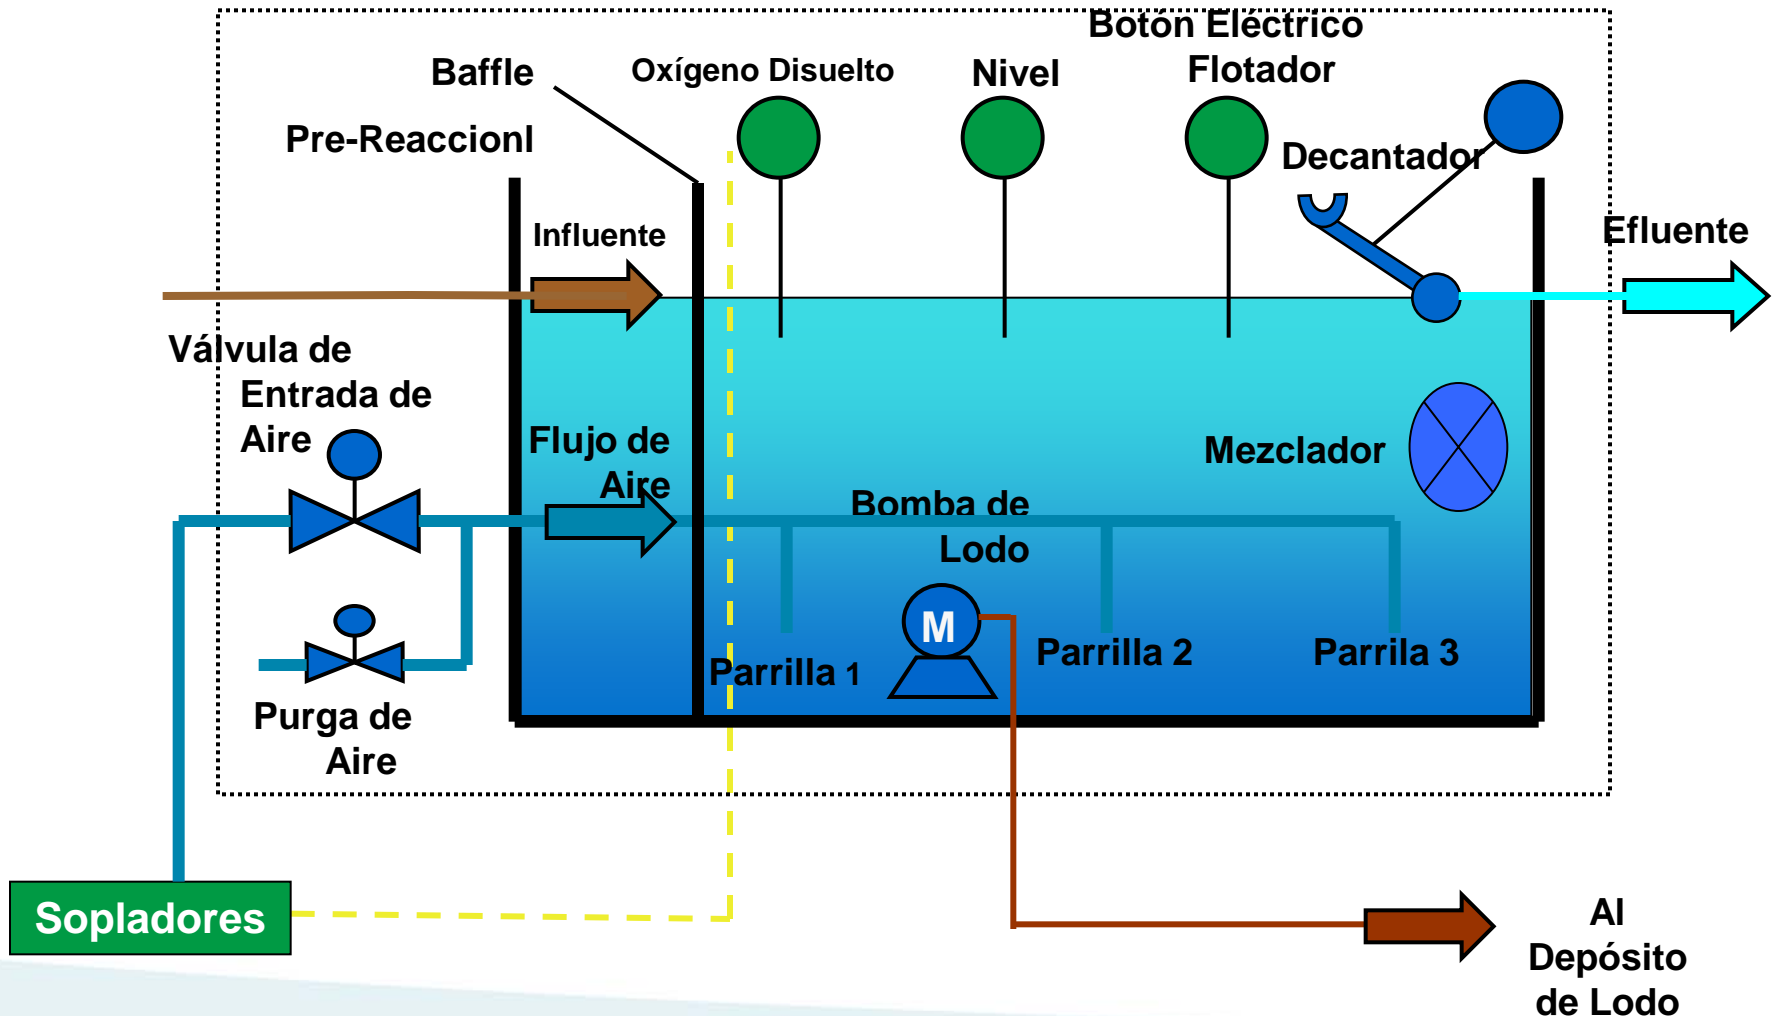 Botón Eléctrico
Flotador
Baffle
Oxígeno Disuelto
Nivel
Pre-Reaccionl
Decantador
Influente
Efluente
Válvula de
Entrada de
Aire
Flujo de
Aire
Mezclador
Bomba de
Lodo
M
Parrilla 1
Parrilla 2
Parrila 3
Purga de
Aire
Sopladores
Al
Depósito
de Lodo